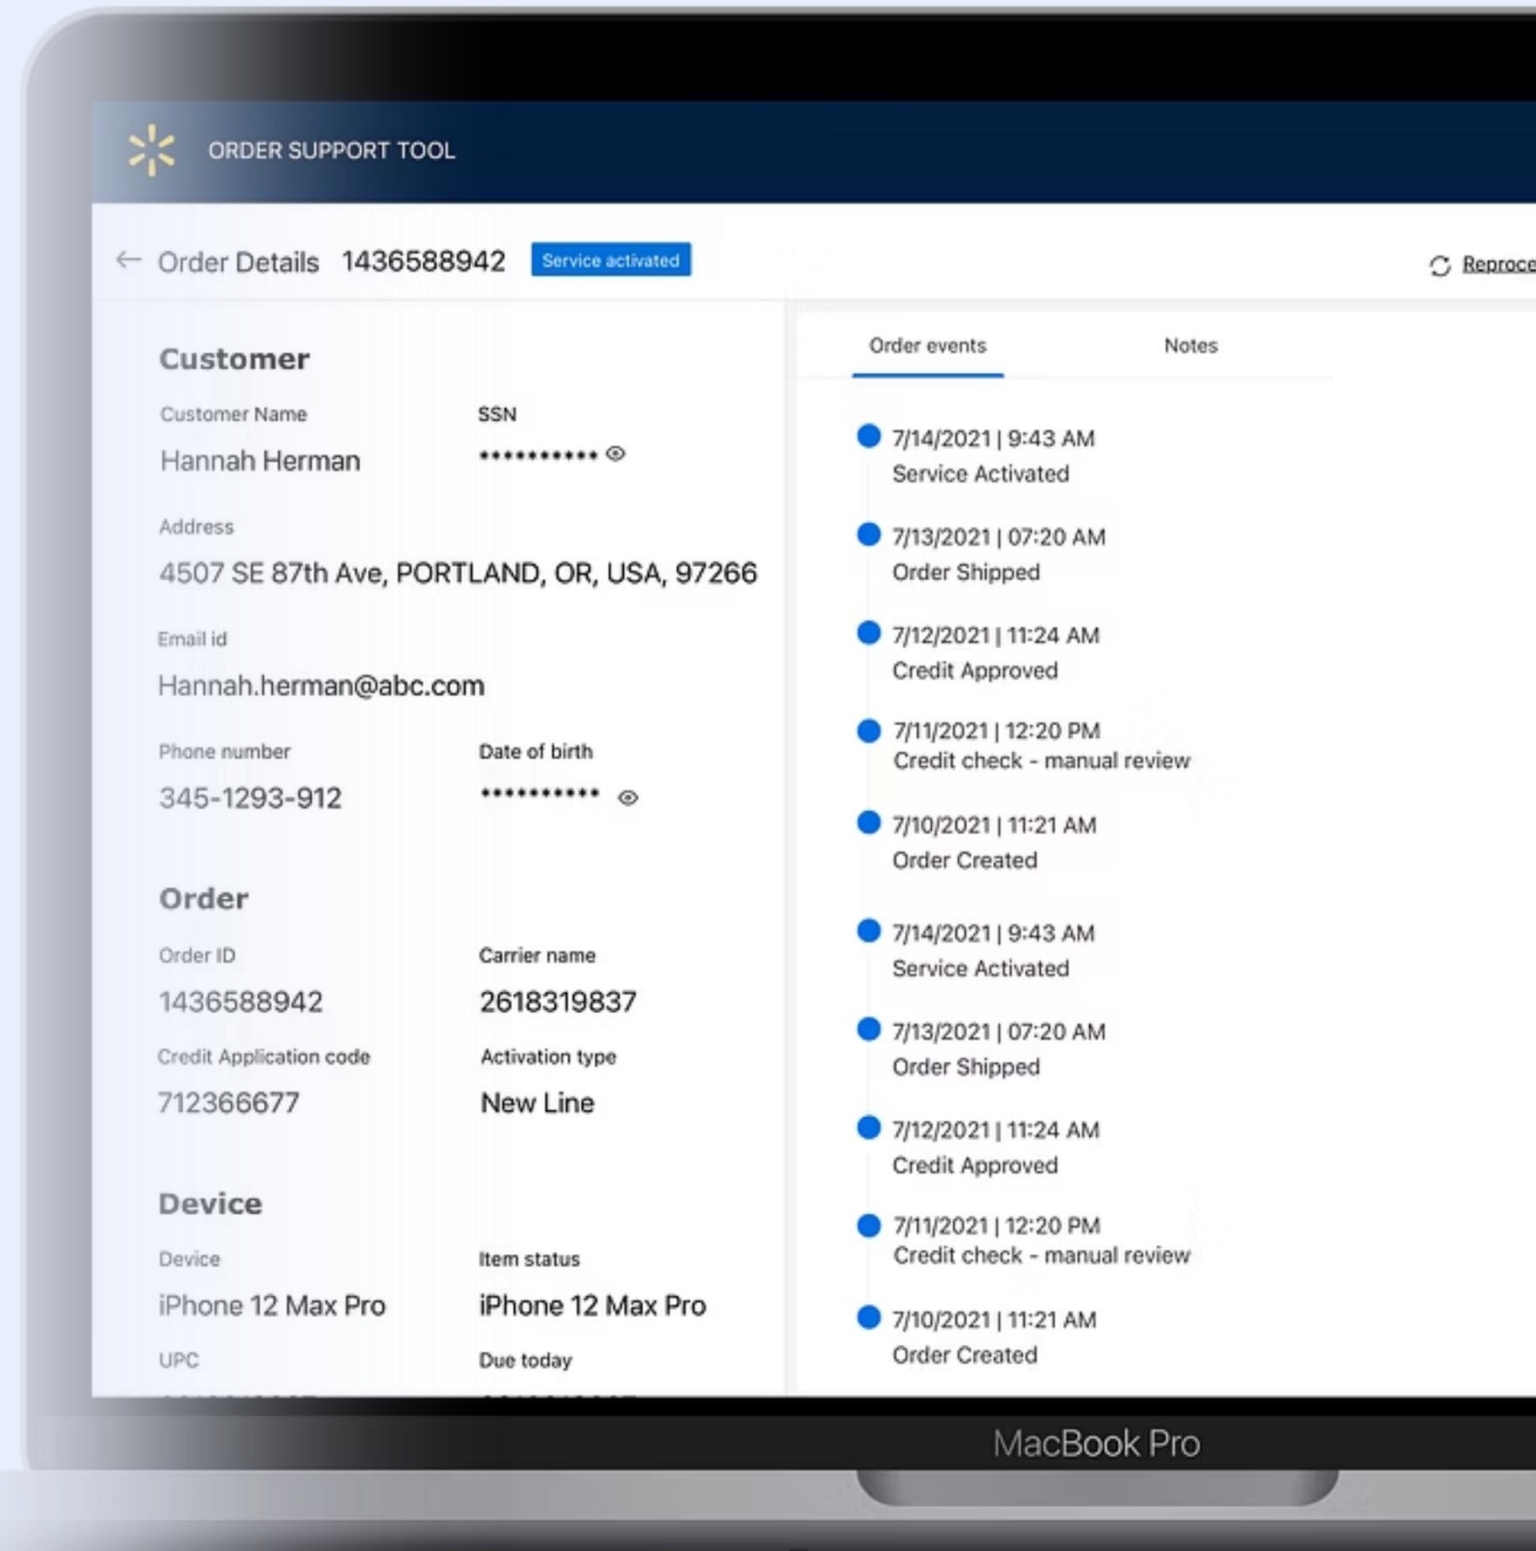 ORDER SUPPORT TOOL
Order Details 1436588942 Service activated
Reproce
Customer
Customer Name SSN
Hannah Herman ••••••••••
Address
4507 SE 87th Ave, PORTLAND, OR, USA, 97266
Email id
Hannah.herman@abc.com
Phone number Date of birth
345-1293-912 ••••••••••
Order
Order ID Carrier name
1436588942 2618319837
Credit Application code Activation type
712366677 New Line
Device
Device Item status
iPhone 12 Max Pro iPhone 12 Max Pro
UPC Due today
Order events Notes
7/14/2021 | 9:43 AM
Service Activated
7/13/2021 | 07:20 AM
Order Shipped
7/12/2021 | 11:24 AM
Credit Approved
7/11/2021 | 12:20 PM
Credit check - manual review
7/10/2021 | 11:21 AM
Order Created
7/14/2021 | 9:43 AM
Service Activated
7/13/2021 | 07:20 AM
Order Shipped
7/12/2021 | 11:24 AM
Credit Approved
7/11/2021 | 12:20 PM
Credit check - manual review
7/10/2021 | 11:21 AM
Order Created
MacBook Pro